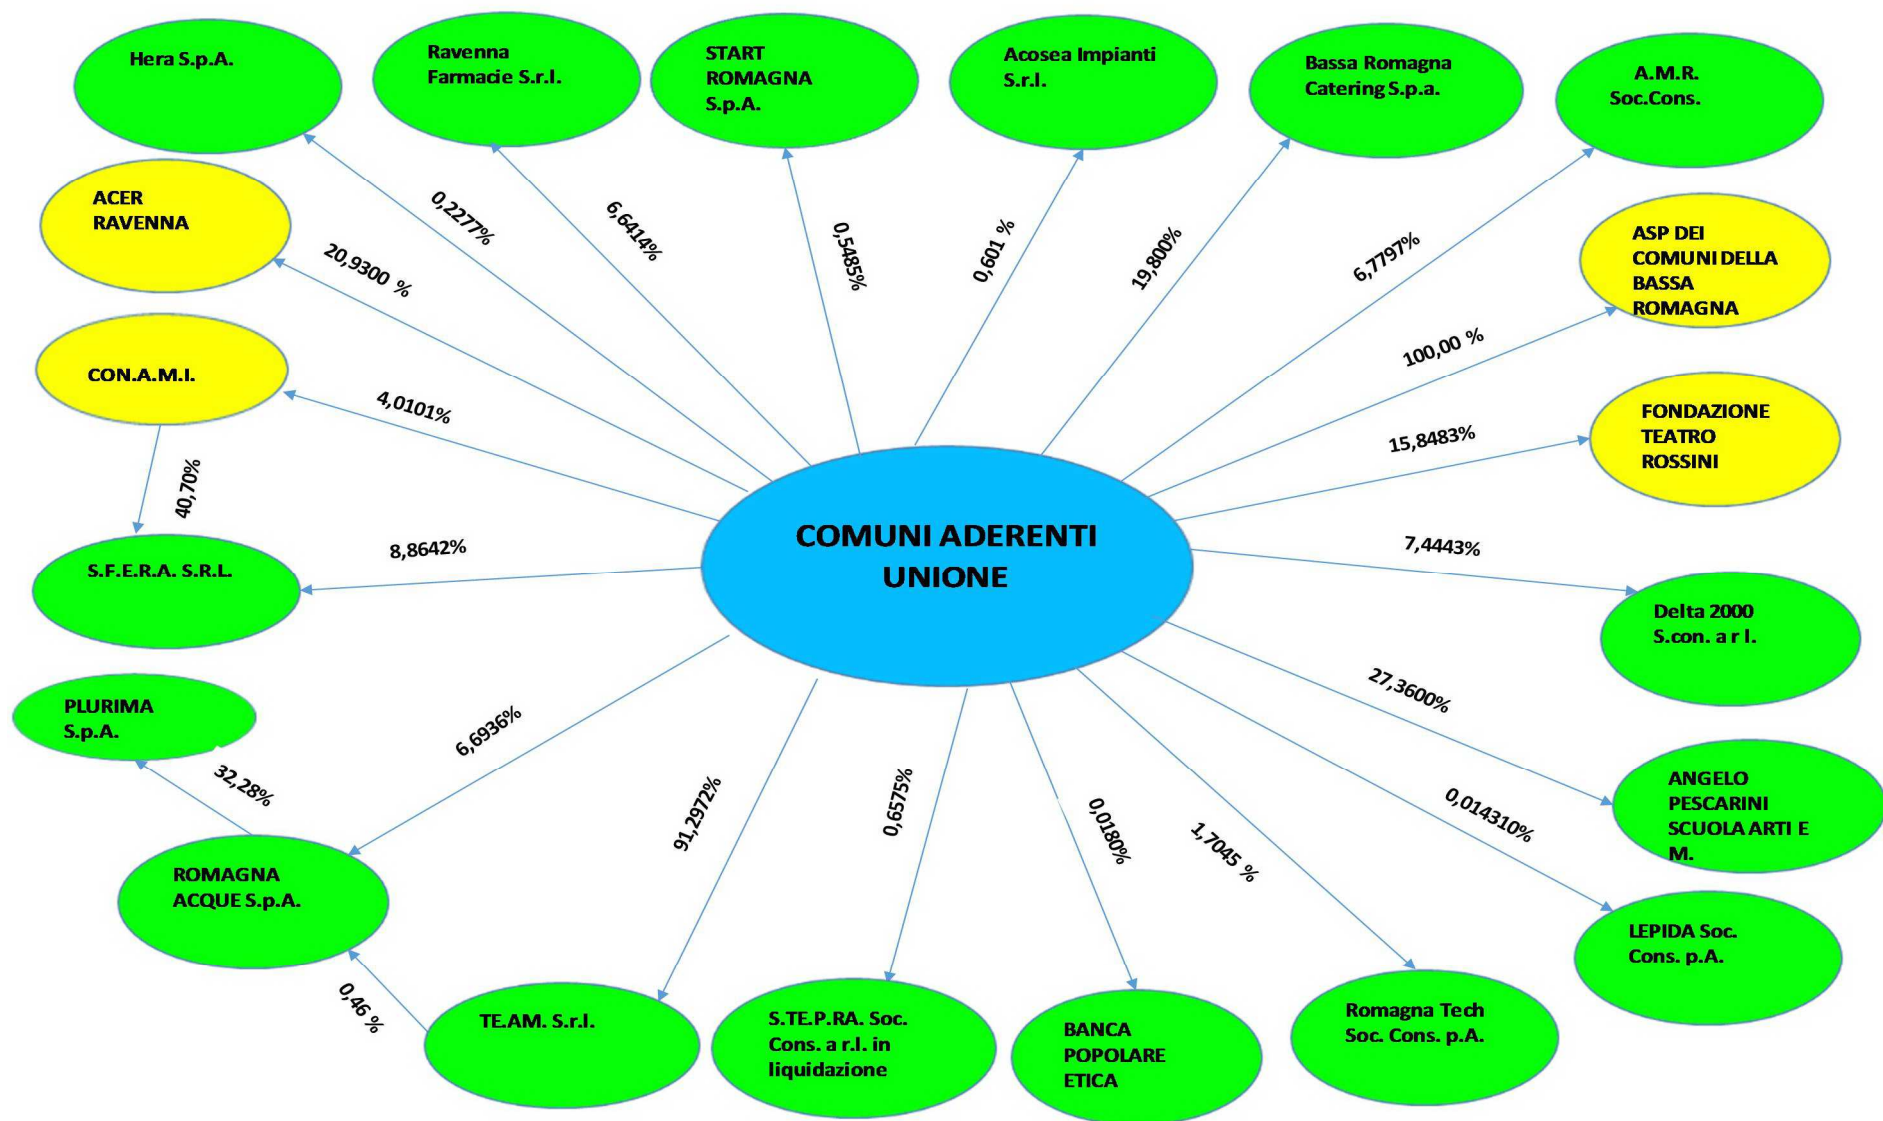 Hera S.p.A.
Ravenna
Farmacie S.r.l.
START
ROMAGNA
S.p.A.
Acosea Impianti
S.r.l.
Bassa Romagna
Catering S.p.a.
A.M.R.
Soc.Cons.
ACER
RAVENNA
0,2277%
6,6414%
0,5485%
0,601 %
19,800%
6,7797%
ASP DEI
COMUNI DELLA
BASSA
ROMAGNA
20,9300 %
100,00 %
CON.A.M.I.
4,0101%
15,8483%
FONDAZIONE
TEATRO
ROSSINI
40,70%
COMUNI ADERENTI
UNIONE
8,8642%
7,4443%
S.F.E.R.A. S.R.L.
Delta 2000
S.con. a r l.
PLURIMA
S.p.A.
27,3600%
6,6936%
32,28%
91,2972%
0,6575%
0,0180%
1,7045 %
0,014310%
ANGELO
PESCARINI
SCUOLA ARTI E
M.
ROMAGNA
ACQUE S.p.A.
LEPIDA Soc.
Cons. p.A.
0,46 %
TE.AM. S.r.l.
S.TE.P.RA. Soc.
Cons. a r.l. in
liquidazione
BANCA
POPOLARE
ETICA
Romagna Tech
Soc. Cons. p.A.